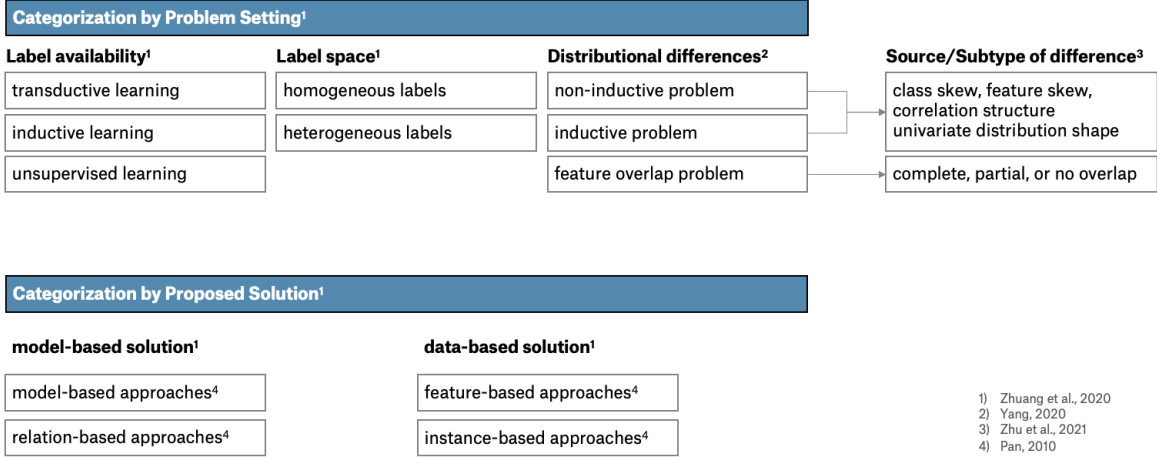 Categorization by Problem Setting¹
Label availability¹
transductive learning
inductive learning
unsupervised learning
Label space¹
homogeneous labels
heterogeneous labels
Distributional differences²
non-inductive problem
inductive problem
feature overlap problem
Source/Subtype of difference³
class skew, feature skew,
correlation structure
univariate distribution shape
complete, partial, or no overlap
Categorization by Proposed Solution¹
model-based solution¹
model-based approaches⁴
relation-based approaches⁴
data-based solution¹
feature-based approaches⁴
instance-based approaches⁴
1) Zhuang et al., 2020
2) Yang, 2020
3) Zhu et al., 2021
4) Pan, 2010